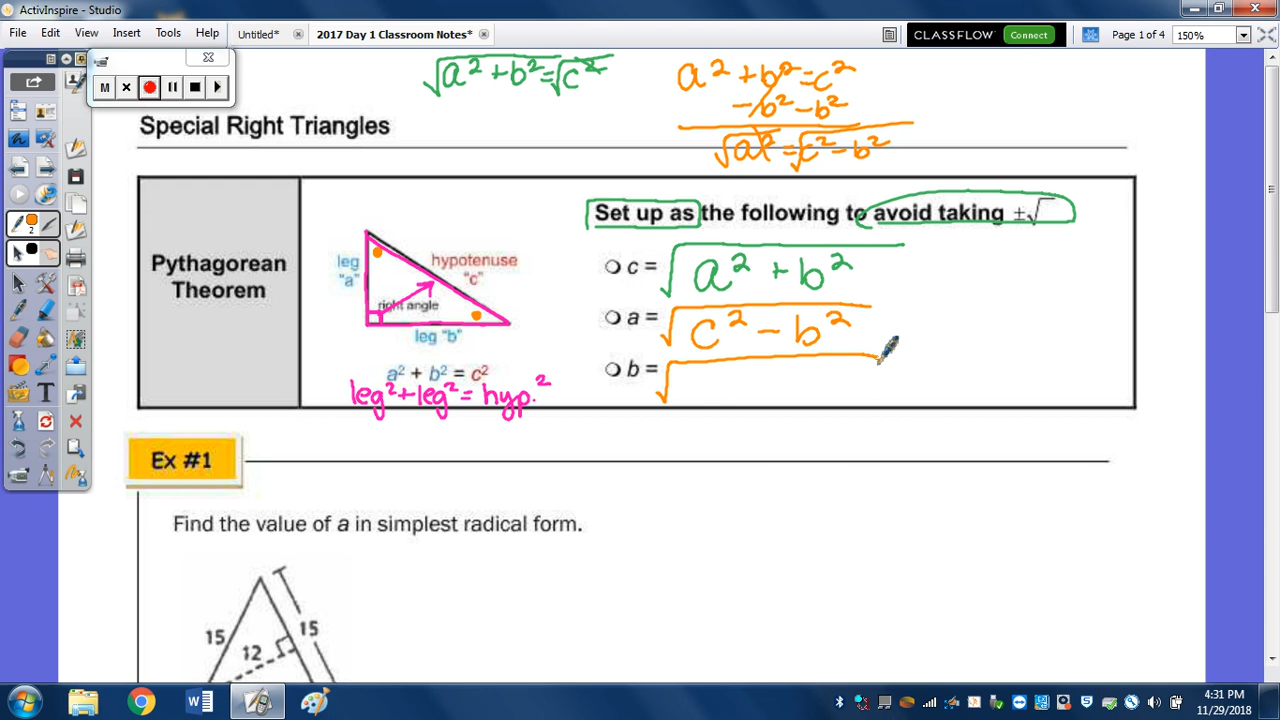 ActivInspire - Studio
File Edit View Insert Tools Help Untitled* 2017 Day 1 Classroom Notes* CLASSFLOW Connect Page 1 of 4 150%
M
√a² + b² = √c²
a² + b² = c²
- b² - b²
√a² = √c² - b²
Special Right Triangles
Pythagorean
Theorem
leg
"a"
hypotenuse
"c"
right angle
leg "b"
a² + b² = c²
leg² + leg² = hyp.²
Set up as the following to avoid taking ±√
c = √a² + b²
a = √c² - b²
b = √
Ex #1
Find the value of a in simplest radical form.
15
12
15
4:31 PM
11/29/2018